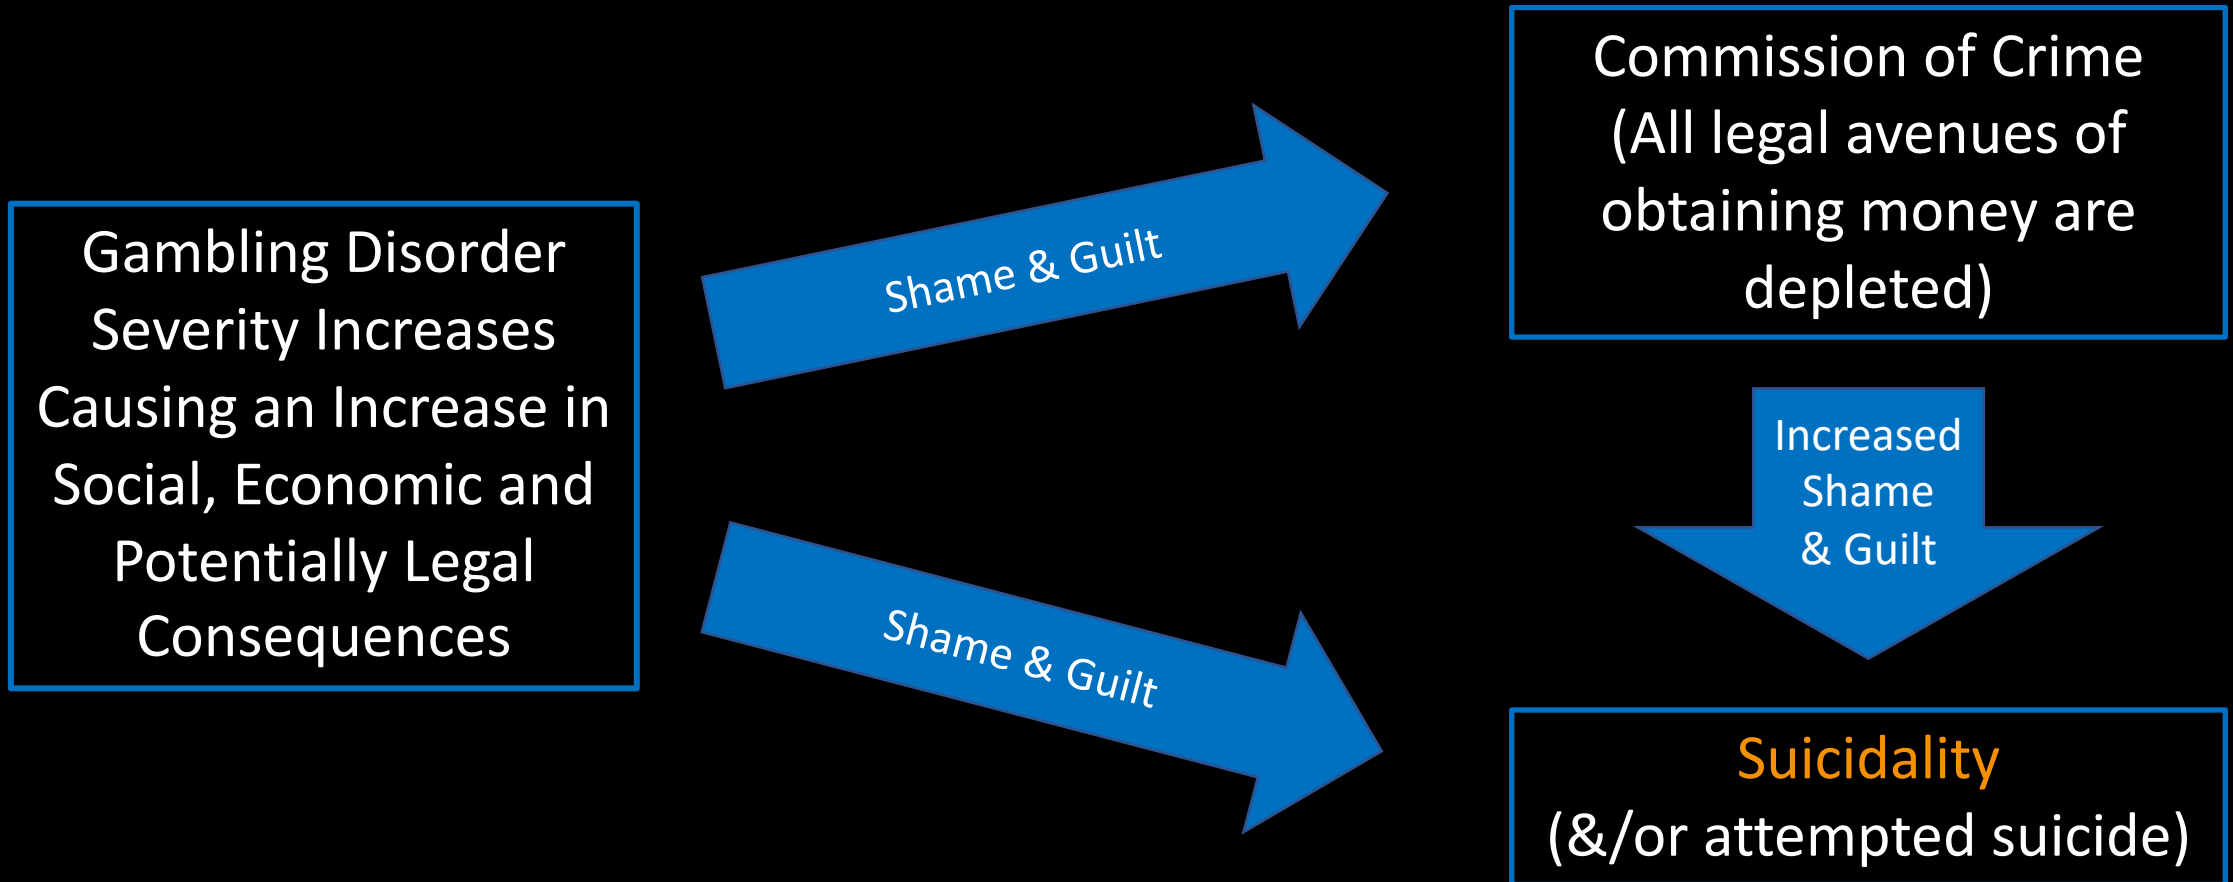 Gambling Disorder
Severity Increases
Causing an Increase in
Social, Economic and
Potentially Legal
Consequences
Shame & Guilt
Shame & Guilt
Commission of Crime
(All legal avenues of
obtaining money are
depleted)
Increased
Shame
& Guilt
Suicidality
(&/or attempted suicide)